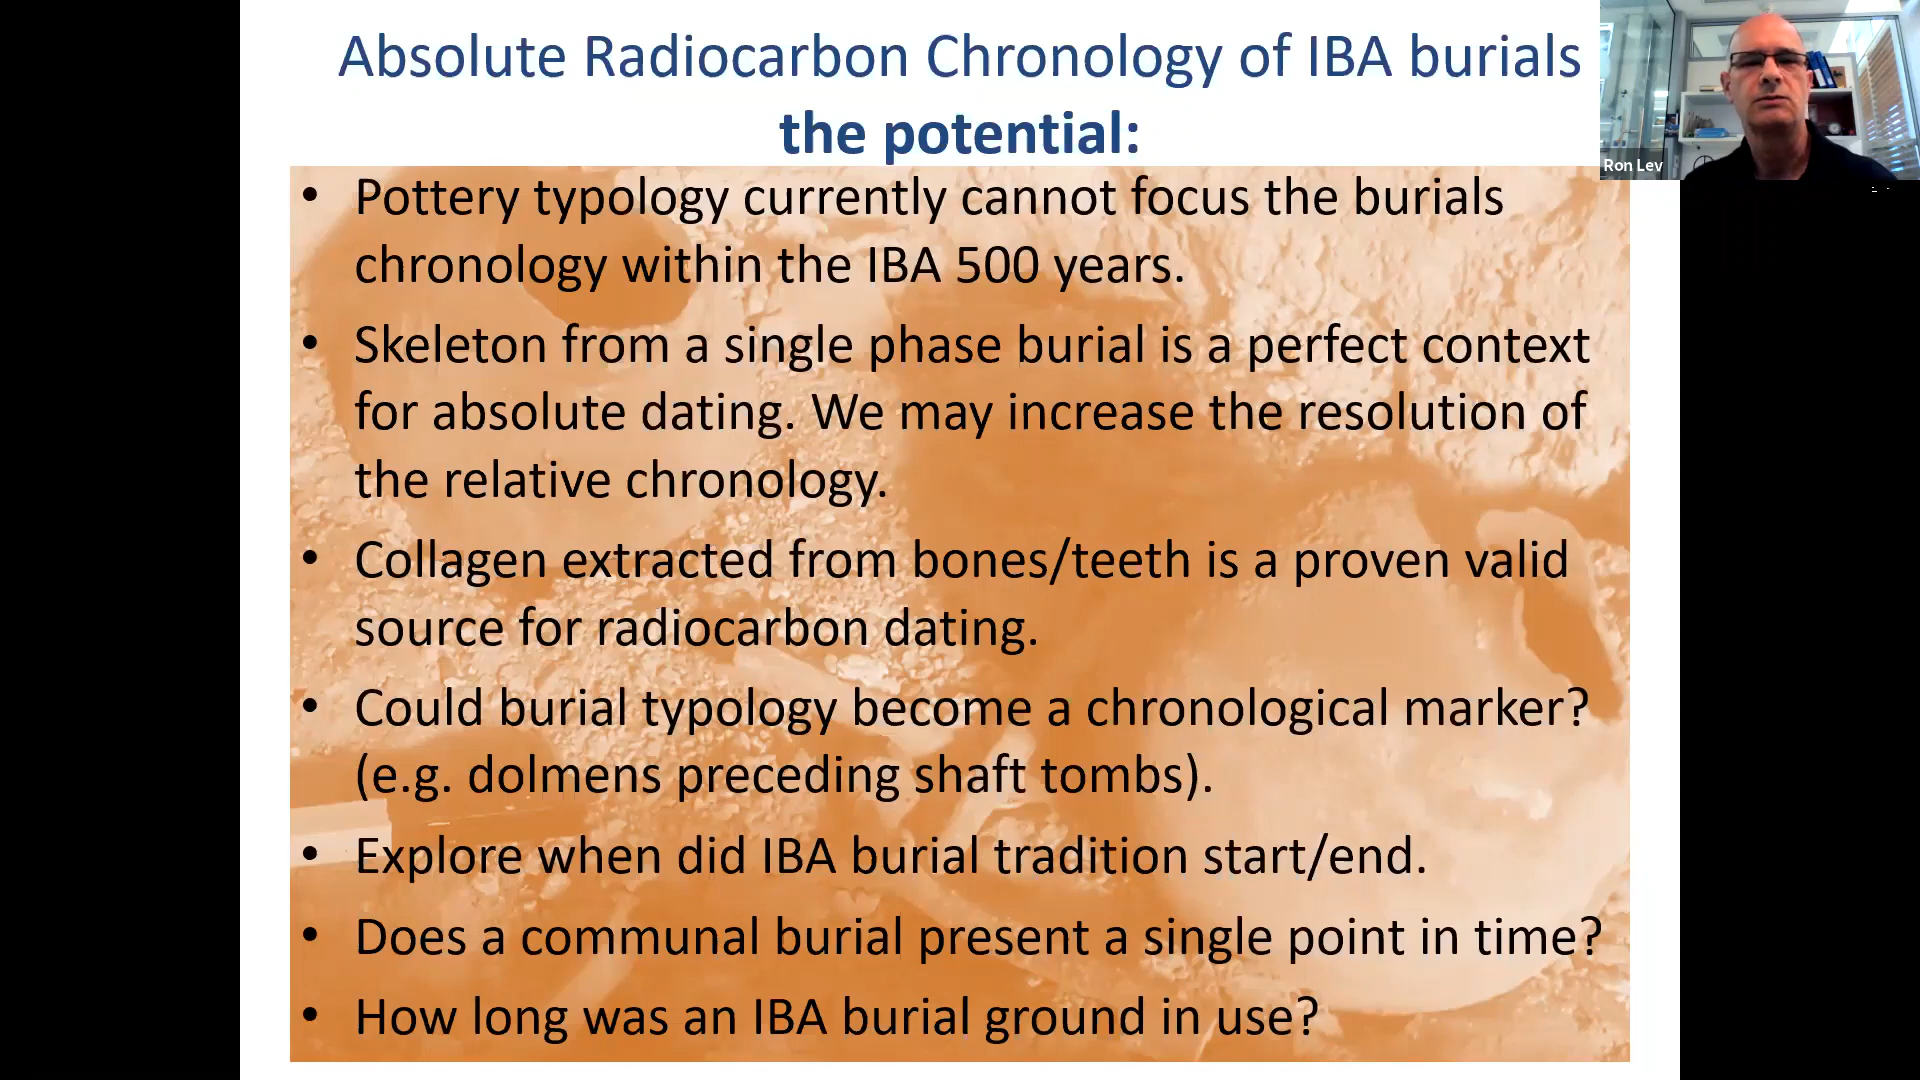 Absolute Radiocarbon Chronology of IBA burials
the potential:
Ron Lev
• Pottery typology currently cannot focus the burials
chronology within the IBA 500 years.
• Skeleton from a single phase burial is a perfect context
for absolute dating. We may increase the resolution of
the relative chronology.
• Collagen extracted from bones/teeth is a proven valid
source for radiocarbon dating.
• Could burial typology become a chronological marker?
(e.g. dolmens preceding shaft tombs).
• Explore when did IBA burial tradition start/end.
• Does a communal burial present a single point in time?
• How long was an IBA burial ground in use?